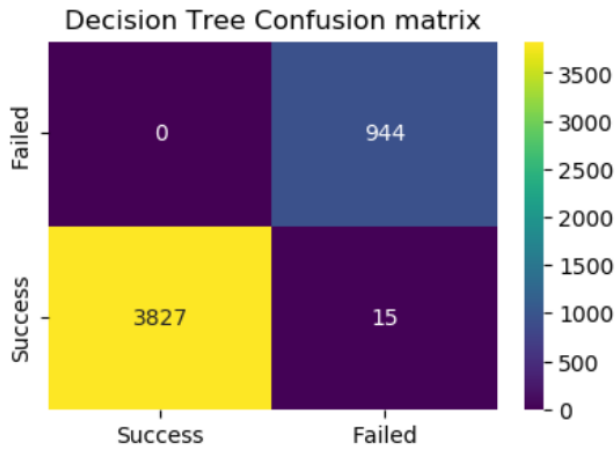 Decision Tree Confusion matrix
Failed
0
944
Success
3827
15
Success
Failed
3500
3000
2500
2000
1500
1000
500
0